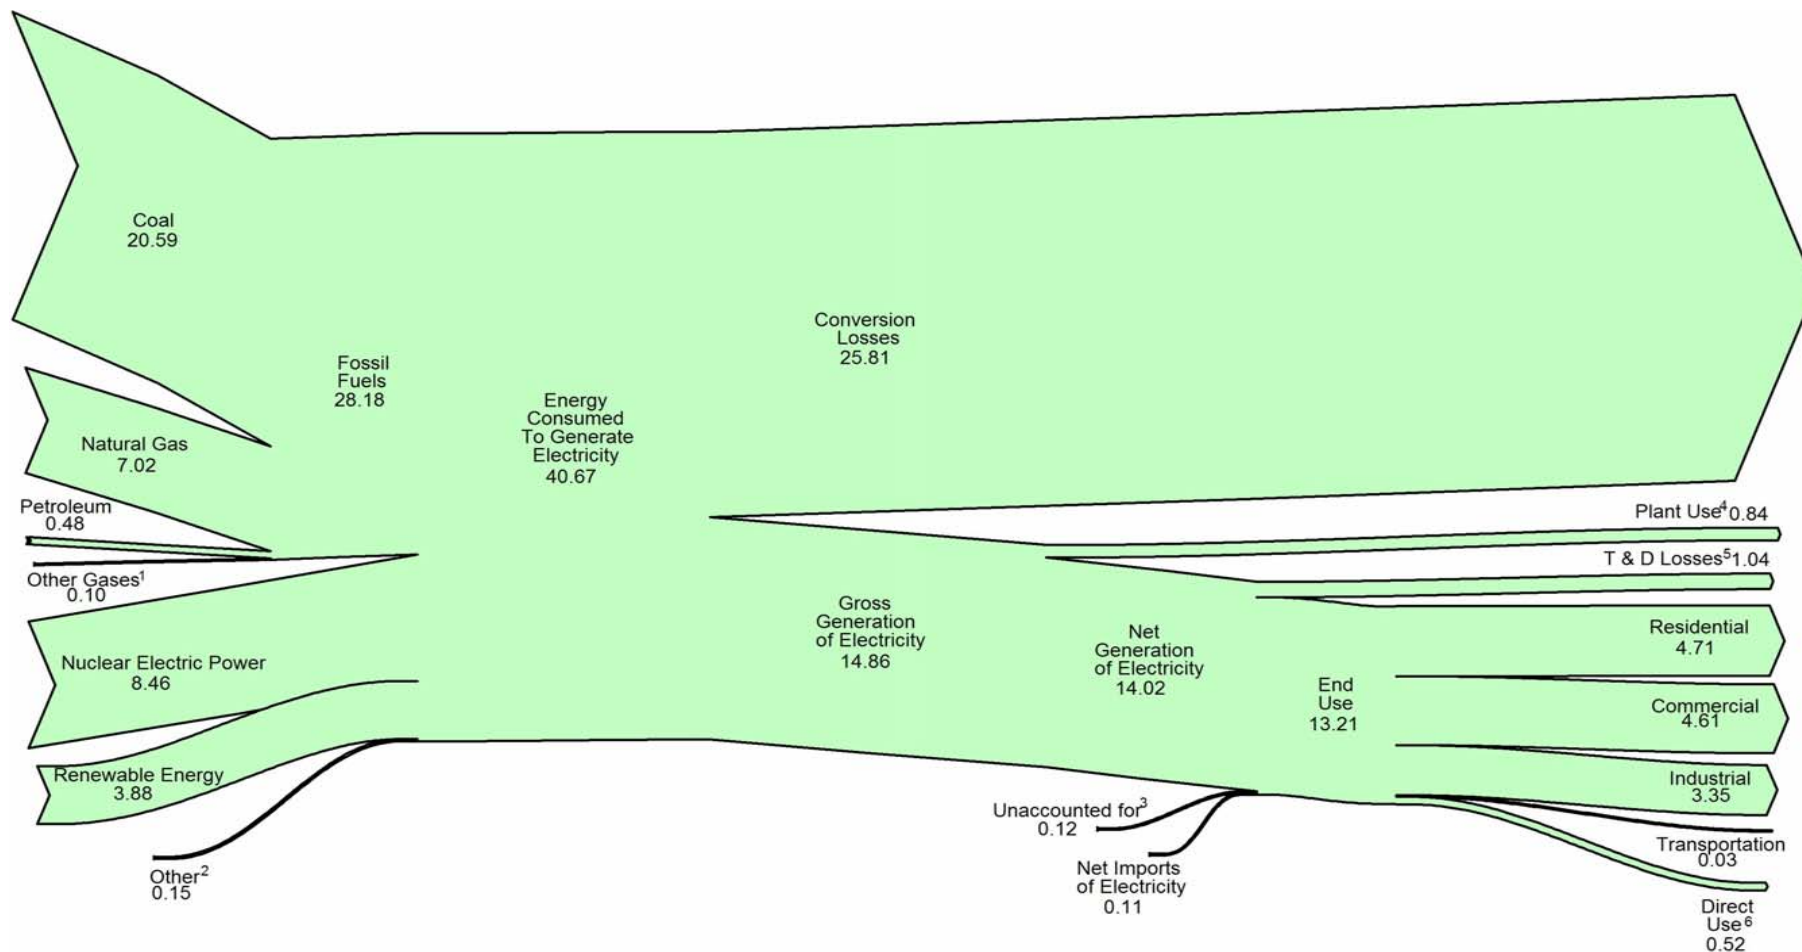 Coal
20.59
Natural Gas
7.02
Petroleum
0.48
Other Gases¹
0.10
Nuclear Electric Power
8.46
Renewable Energy
3.88
Other²
0.15
Fossil
Fuels
28.18
Energy
Consumed
To Generate
Electricity
40.67
Conversion
Losses
25.81
Gross
Generation
of Electricity
14.86
Net
Generation
of Electricity
14.02
Unaccounted for³
0.12
Net Imports
of Electricity
0.11
End
Use
13.21
Plant Use⁴ 0.84
T & D Losses⁵ 1.04
Residential
4.71
Commercial
4.61
Industrial
3.35
Transportation
0.03
Direct
Use⁶
0.52